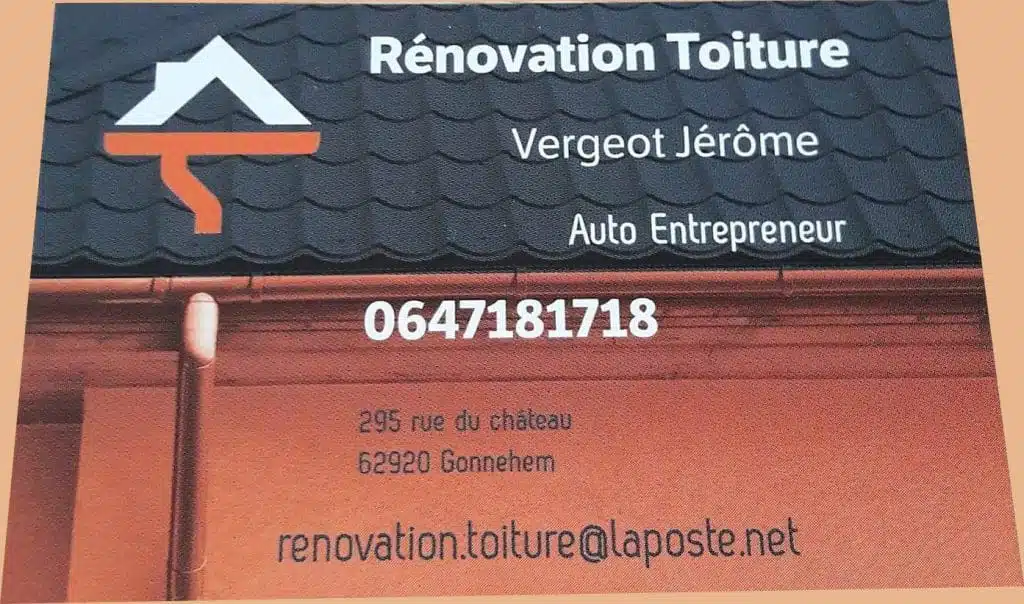 Rénovation Toiture
Vergeot Jérôme
Auto Entrepreneur
0647181718
295 rue du château
62920 Gonnehem
renovation.toiture@laposte.net